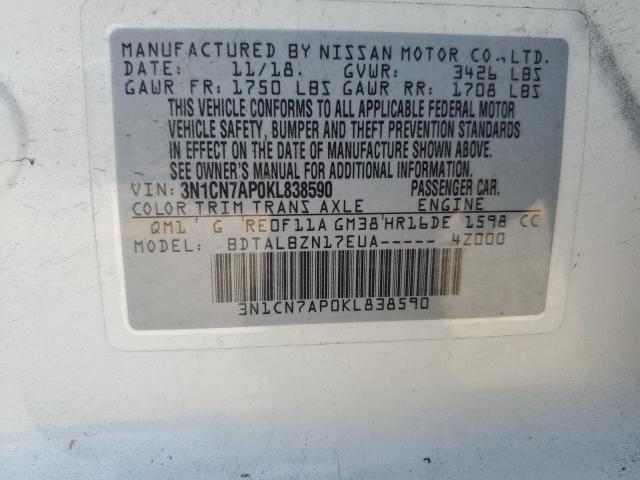 MANUFACTURED BY NISSAN MOTOR CO., LTD.
DATE: 11/18. GVWR: 3426 LBS
GAWR FR: 1750 LBS GAWR RR: 1708 LBS
THIS VEHICLE CONFORMS TO ALL APPLICABLE FEDERAL MOTOR
VEHICLE SAFETY, BUMPER AND THEFT PREVENTION STANDARDS
IN EFFECT ON THE DATE OF MANUFACTURE SHOWN ABOVE.
SEE OWNER'S MANUAL FOR ADDITIONAL INFORMATION
VIN: 3N1CN7AP0KL838590 PASSENGER CAR.
COLOR TRIM TRANS AXLE ENGINE
QM1 ' G ' RE0F11A GM38'HR16DE 1598 CC
MODEL: BDTALBZN17EUA----- 4Z000
3N1CN7AP0KL838590